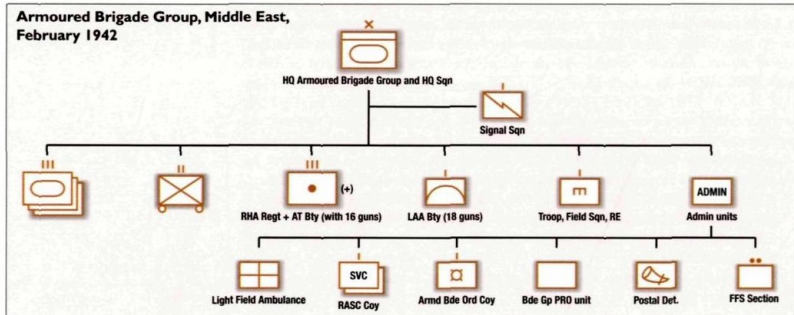 Armoured Brigade Group, Middle East,
February 1942
HQ Armoured Brigade Group and HQ Sqn
Signal Sqn
(+)
RHA Regt + AT Bty (with 16 guns)
LAA Bty (18 guns)
Troop, Field Sqn, RE
ADMIN
Admin units
Light Field Ambulance
SVC
RASC Coy
Armd Bde Ord Coy
Bde Gp PRO unit
Postal Det.
FFS Section